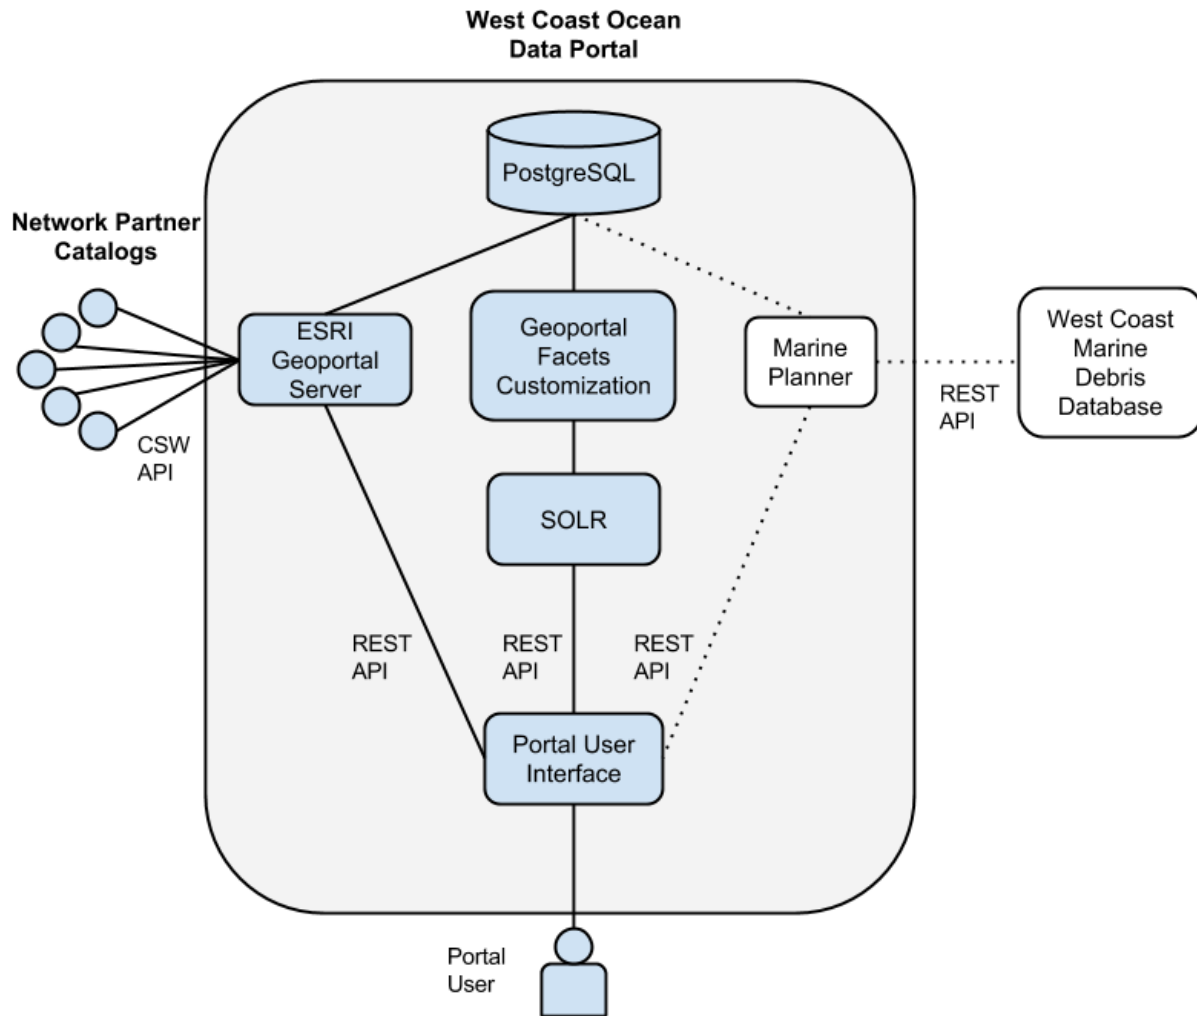 West Coast Ocean
Data Portal
PostgreSQL
Network Partner
Catalogs
ESRI
Geoportal
Server
Geoportal
Facets
Customization
Marine
Planner
West Coast
Marine
Debris
Database
REST
API
CSW
API
SOLR
REST
API
REST
API
REST
API
Portal User
Interface
Portal
User